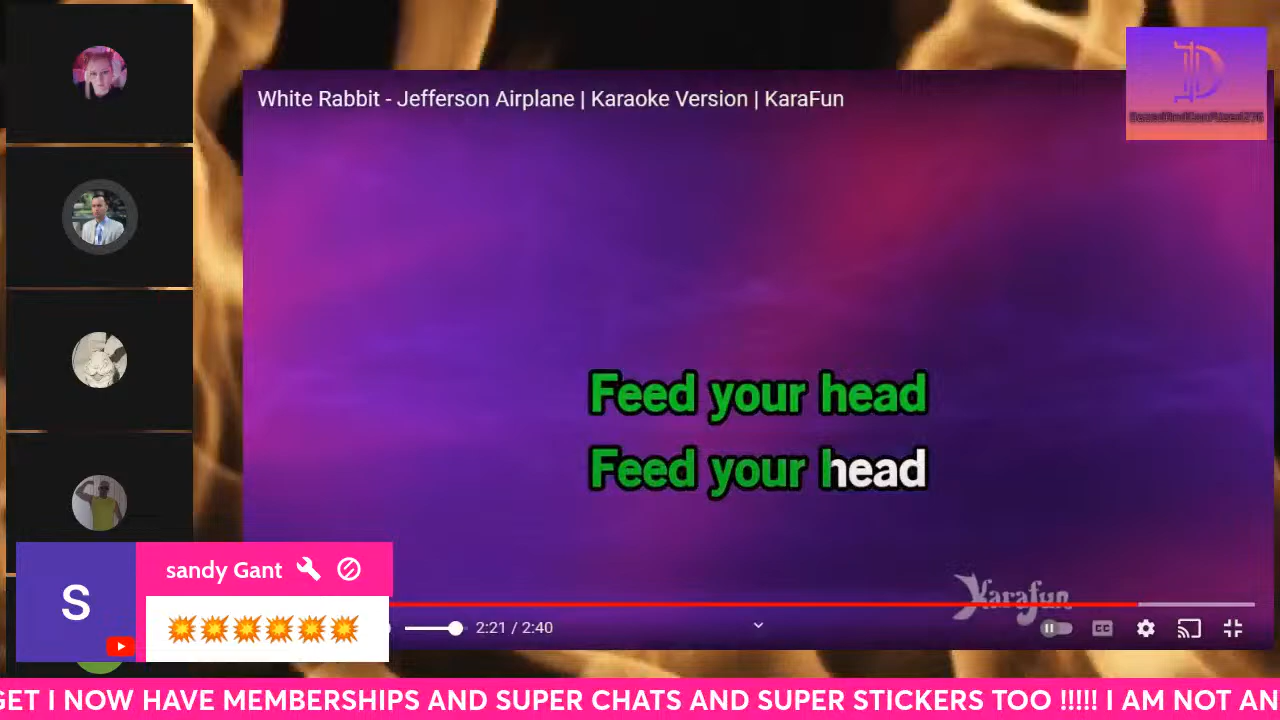 White Rabbit - Jefferson Airplane | Karaoke Version | KaraFun
Feed your head
Feed your head
KaraFun
sandy Gant
S
💥💥💥💥💥💥
2:21 / 2:40
CC
GET I NOW HAVE MEMBERSHIPS AND SUPER CHATS AND SUPER STICKERS TOO !!!!! I AM NOT AN